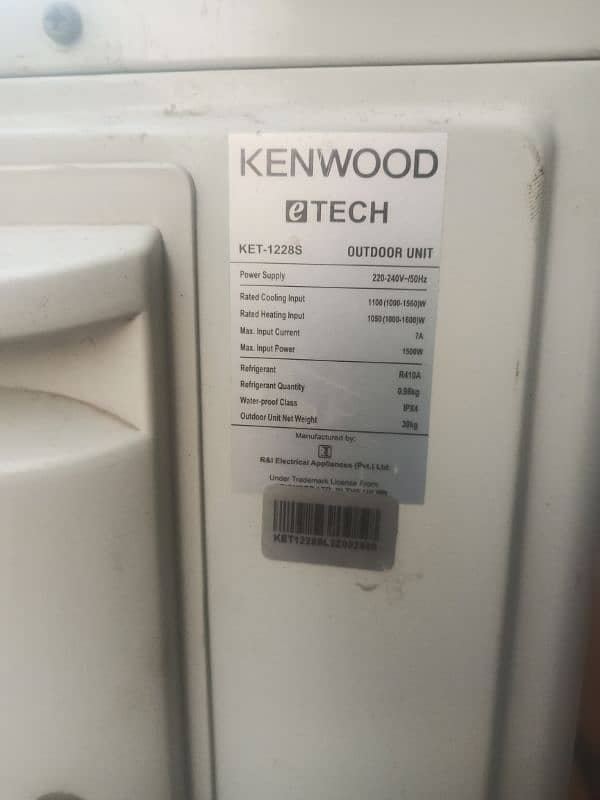 KENWOOD
e TECH
KET-1228S OUTDOOR UNIT
Power Supply 220-240V~/50Hz
Rated Cooling Input 1100 (1000-1560)W
Rated Heating Input 1050 (1000-1600)W
Max. Input Current 7A
Max. Input Power 1500W
Refrigerant R410A
Refrigerant Quantity 0.98kg
Water-proof Class IPX4
Outdoor Unit Net Weight 30kg
Manufactured by:
R&I Electrical Appliances (Pvt.) Ltd.
Under Trademark License From